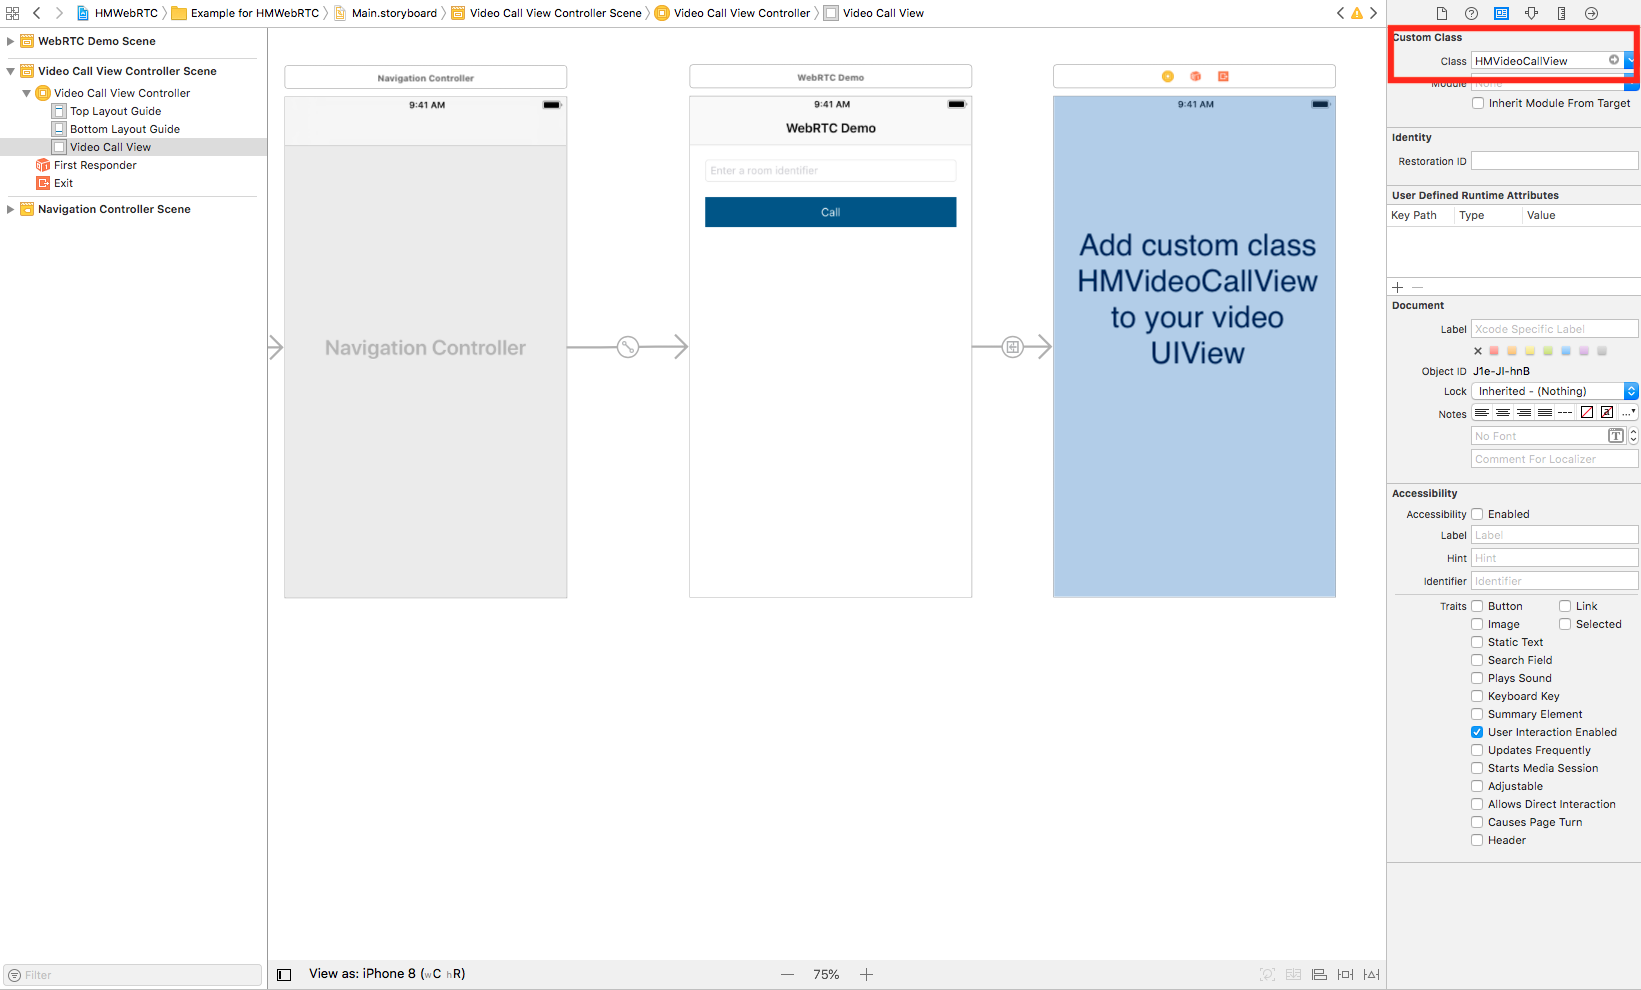 HMWebRTC Example for HMWebRTC Main.storyboard Video Call View Controller Scene Video Call View Controller Video Call View
WebRTC Demo Scene
Video Call View Controller Scene
Video Call View Controller
Top Layout Guide
Bottom Layout Guide
Video Call View
First Responder
Exit
Navigation Controller Scene
Filter
Navigation Controller
9:41 AM
Navigation Controller
WebRTC Demo
9:41 AM
WebRTC Demo
Enter a room identifier
Call
9:41 AM
Add custom class
HMVideoCallView
to your video
UIView
View as: iPhone 8 (wC hR)
75%
Custom Class
Class HMVideoCallView
Module None
Inherit Module From Target
Identity
Restoration ID
User Defined Runtime Attributes
Key Path Type Value
Document
Label Xcode Specific Label
Object ID J1e-JI-hnB
Lock Inherited - (Nothing)
Notes
No Font
Comment For Localizer
Accessibility
Accessibility Enabled
Label Label
Hint Hint
Identifier Identifier
Traits Button Link
Image Selected
Static Text
Search Field
Plays Sound
Keyboard Key
Summary Element
User Interaction Enabled
Updates Frequently
Starts Media Session
Adjustable
Allows Direct Interaction
Causes Page Turn
Header